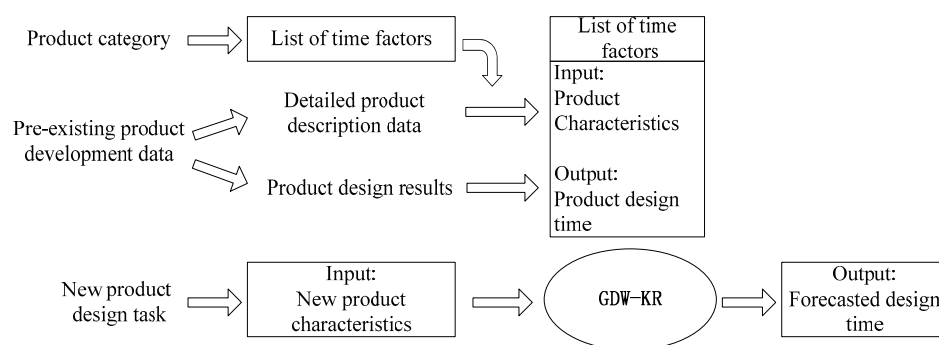 Product category
List of time factors
List of time
factors
Input:
Product
Characteristics
Output:
Product design
time
Pre-existing product
development data
Detailed product
description data
Product design results
New product
design task
Input:
New product
characteristics
GDW-KR
Output:
Forecasted design
time